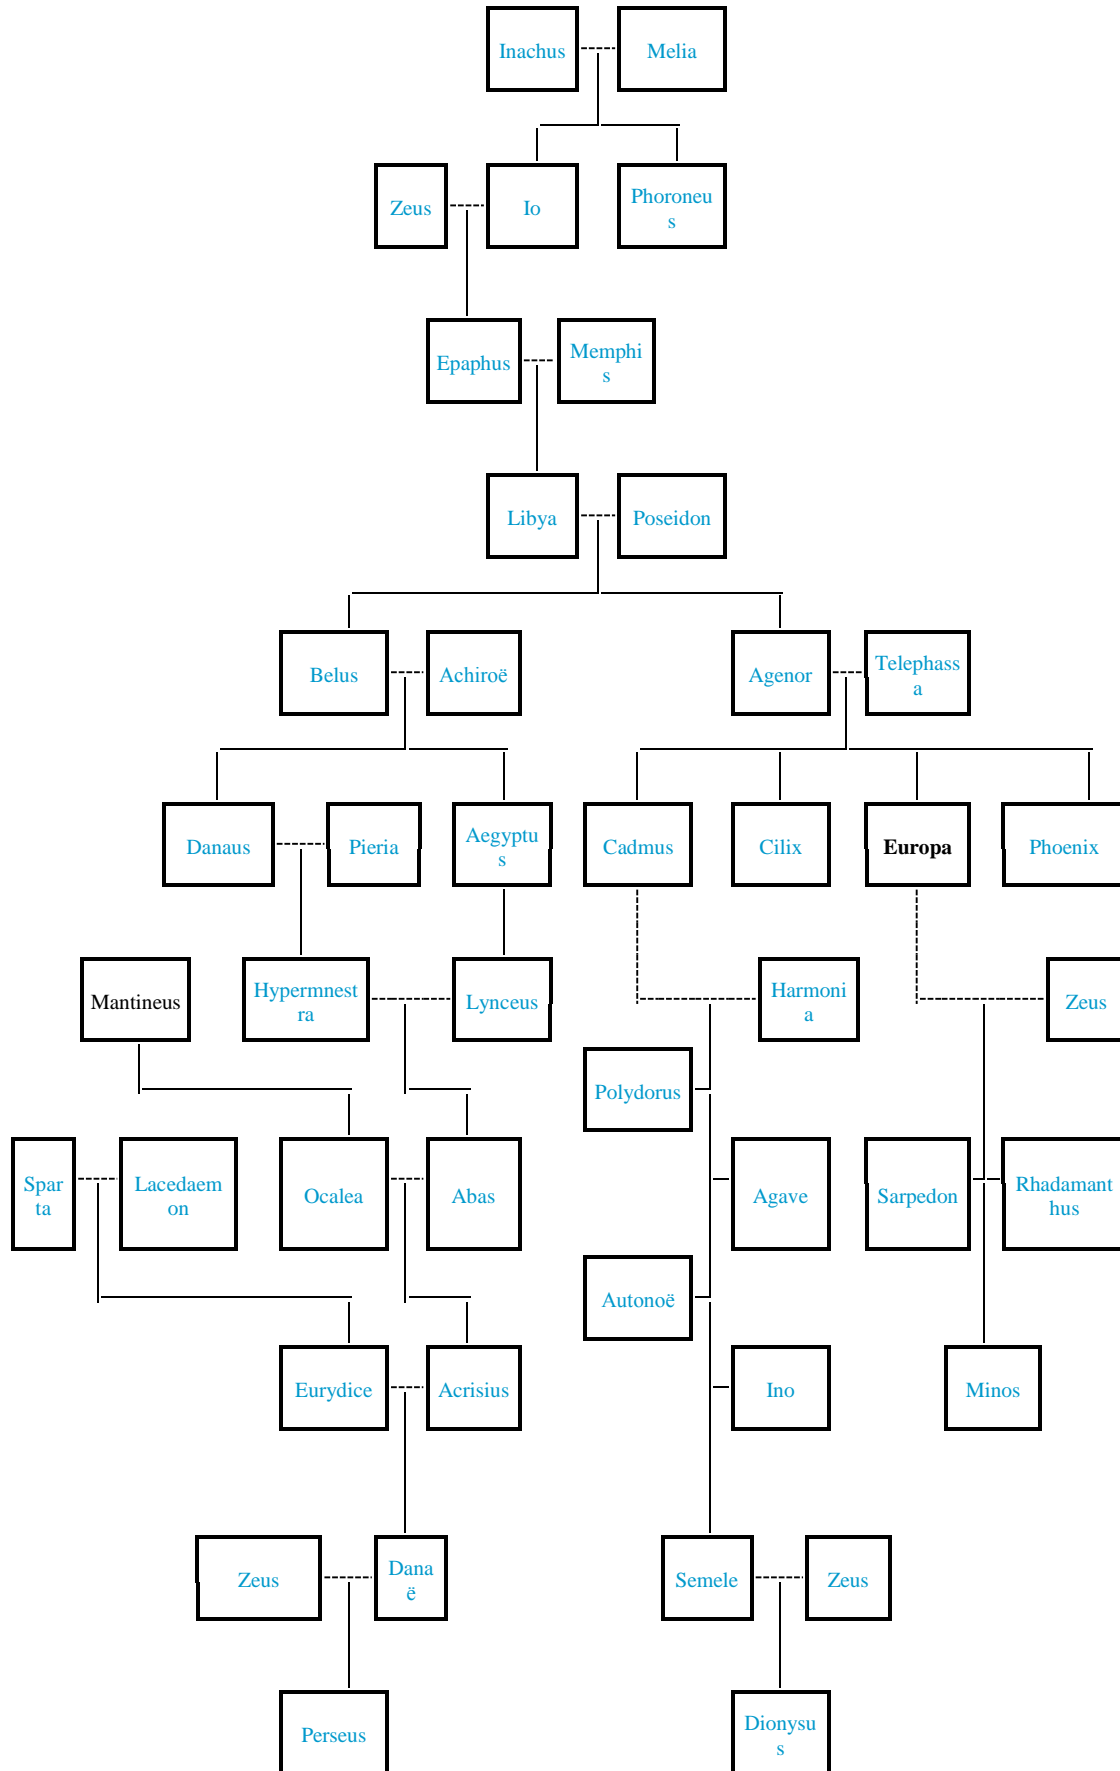 Inachus
Melia
Zeus
Io
Phoroneu
s
Epaphus
Memphi
s
Libya
Poseidon
Belus
Achiroë
Agenor
Telephass
a
Danaus
Pieria
Aegyptu
s
Cadmus
Cilix
Europa
Phoenix
Mantineus
Hypermnest
ra
Lynceus
Harmoni
a
Zeus
Polydorus
Spar
ta
Lacedaem
on
Ocalea
Abas
Agave
Sarpedon
Rhadamant
hus
Autonoë
Eurydice
Acrisius
Ino
Minos
Zeus
Dana
ë
Semele
Zeus
Perseus
Dionysu
s